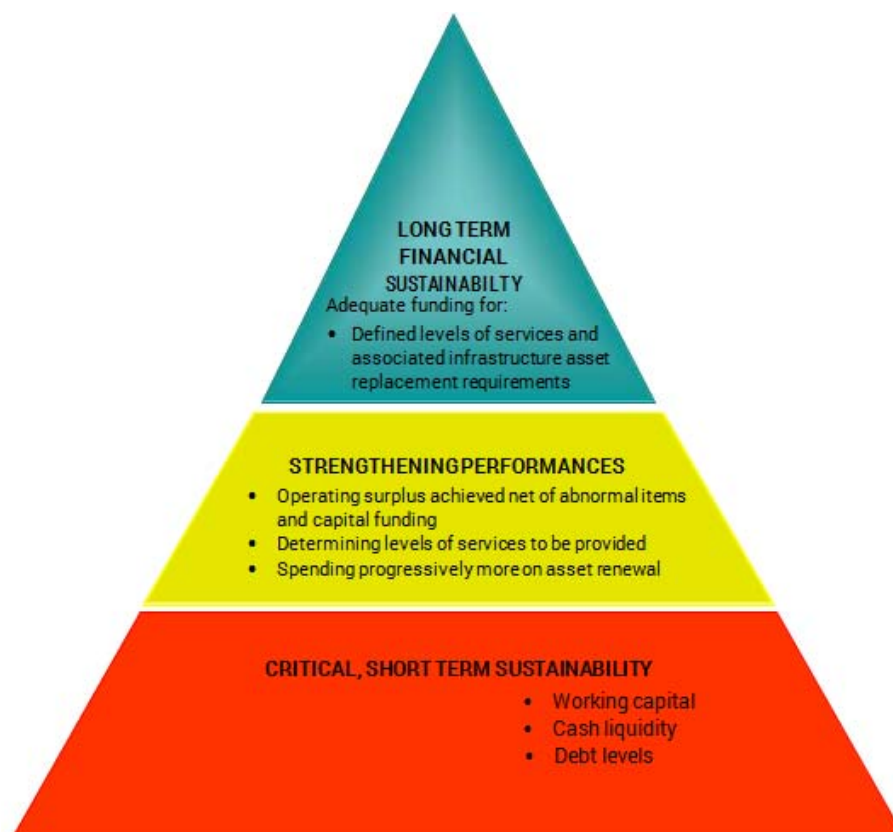 LONG TERM
FINANCIAL
SUSTAINABILTY
Adequate funding for:
• Defined levels of services and
associated infrastructure asset
replacement requirements
STRENGTHENING PERFORMANCES
• Operating surplus achieved net of abnormal items
and capital funding
• Determining levels of services to be provided
• Spending progressively more on asset renewal
CRITICAL, SHORT TERM SUSTAINABILITY
• Working capital
• Cash liquidity
• Debt levels